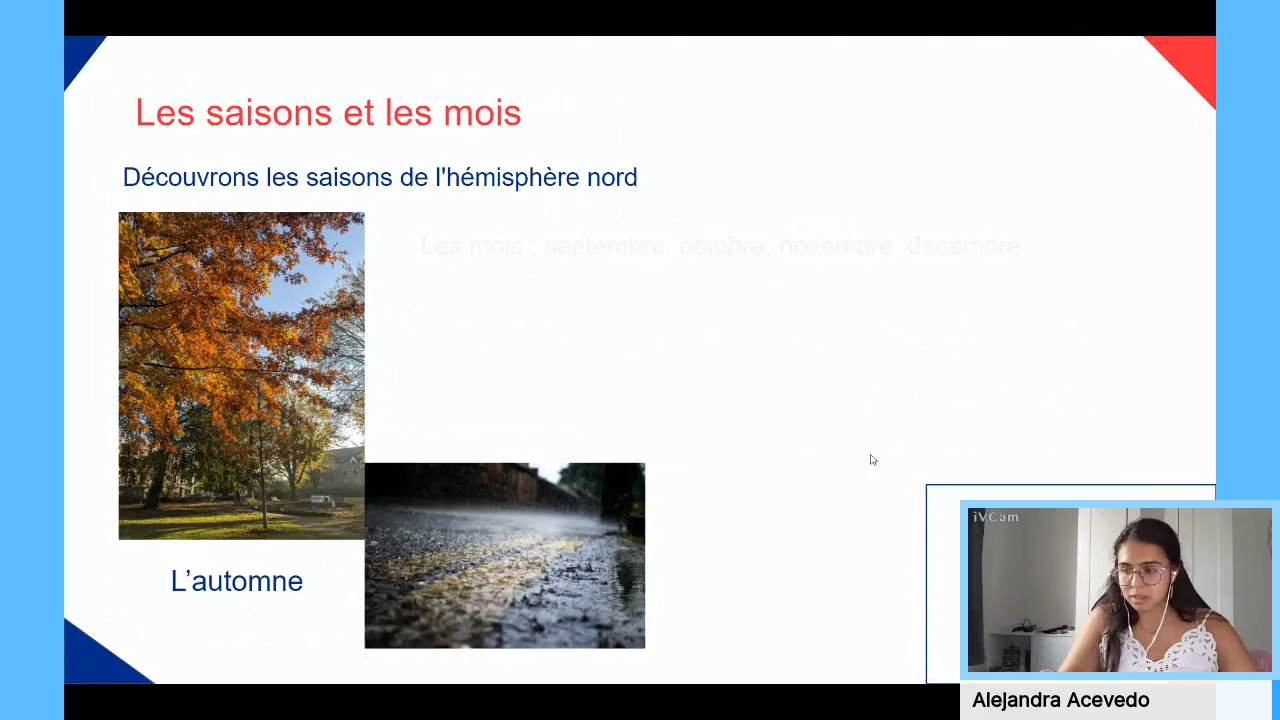 Les saisons et les mois
Découvrons les saisons de l'hémisphère nord
Les mois : septembre, octobre, novembre, décembre
L’automne
iVCam
Alejandra Acevedo